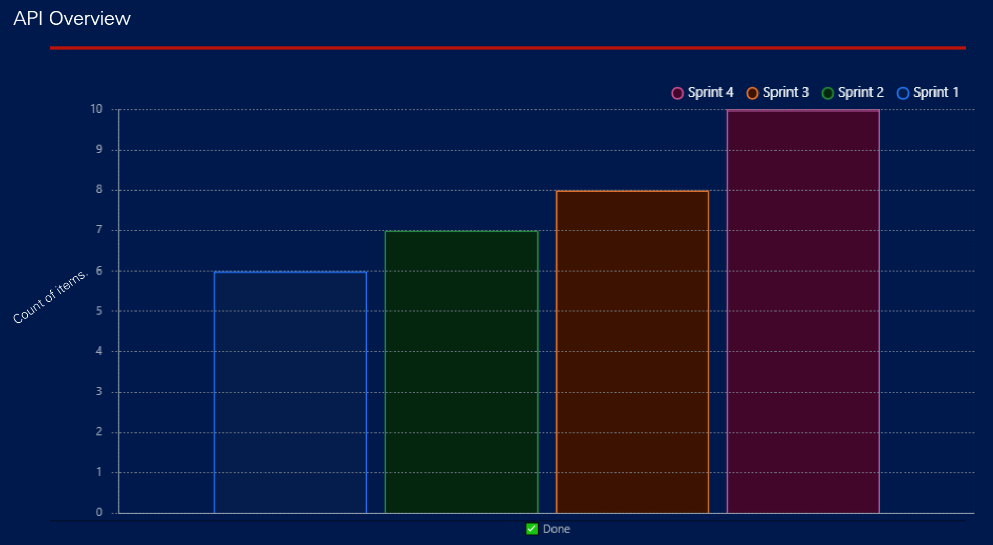 API Overview
Sprint 4 Sprint 3 Sprint 2 Sprint 1
10
9
8
7
6
5
4
3
2
1
0
Count of items.
✅ Done